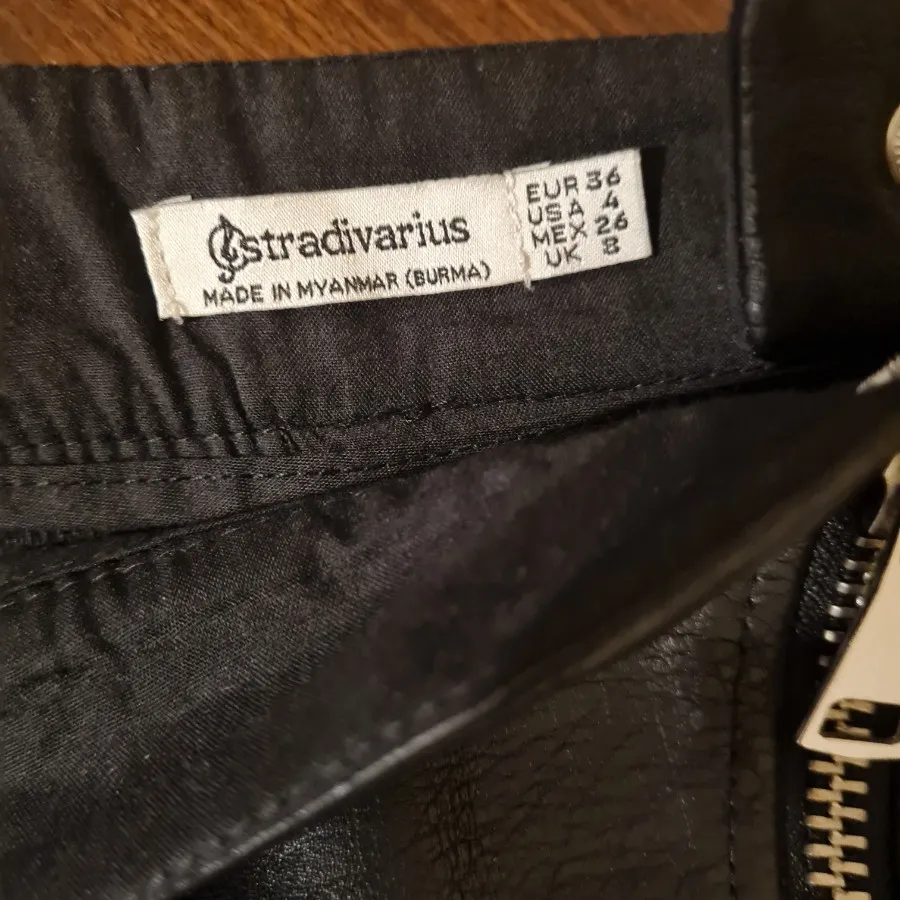 stradivarius
MADE IN MYANMAR (BURMA)
EUR 36
USA 4
MEX 26
UK 8